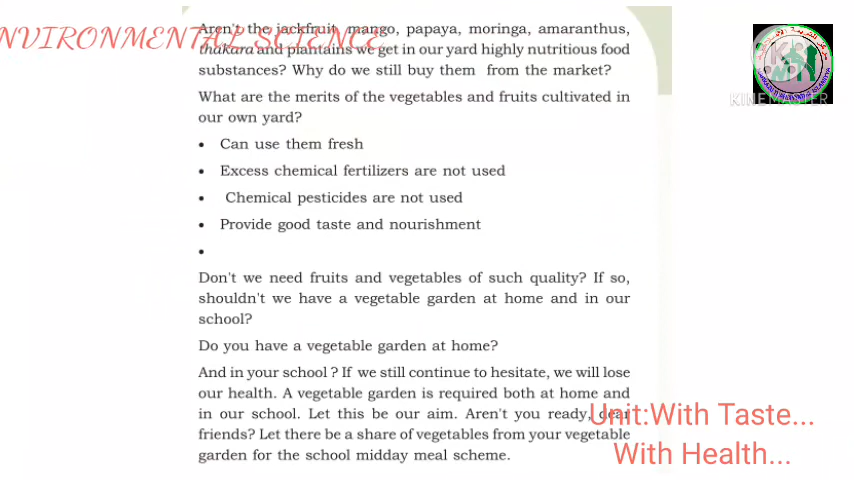 NVIRONMENTAL SCIENCE
Aren't the jackfruit, mango, papaya, moringa, amaranthus,
thakara and plantains we get in our yard highly nutritious food
substances? Why do we still buy them from the market?
What are the merits of the vegetables and fruits cultivated in
our own yard?
• Can use them fresh
• Excess chemical fertilizers are not used
• Chemical pesticides are not used
• Provide good taste and nourishment
•
Don't we need fruits and vegetables of such quality? If so,
shouldn't we have a vegetable garden at home and in our
school?
Do you have a vegetable garden at home?
And in your school ? If we still continue to hesitate, we will lose
our health. A vegetable garden is required both at home and
in our school. Let this be our aim. Aren't you ready, dear
friends? Let there be a share of vegetables from your vegetable
garden for the school midday meal scheme.
KINEMASTER
Unit:With Taste...
With Health...